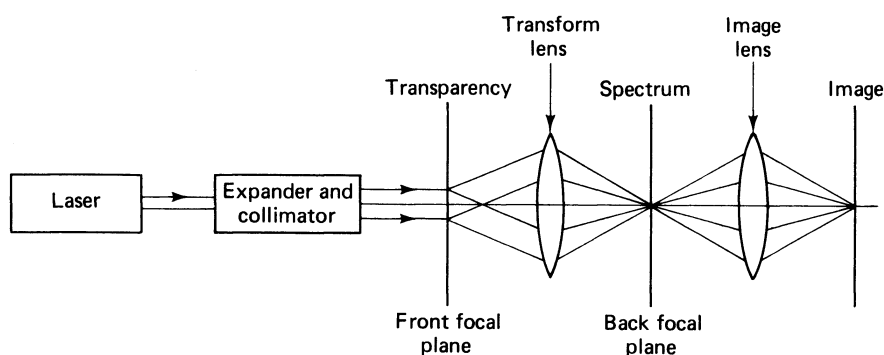 Transform
lens
Image
lens
Transparency
Spectrum
Image
Laser
Expander and
collimator
Front focal
plane
Back focal
plane